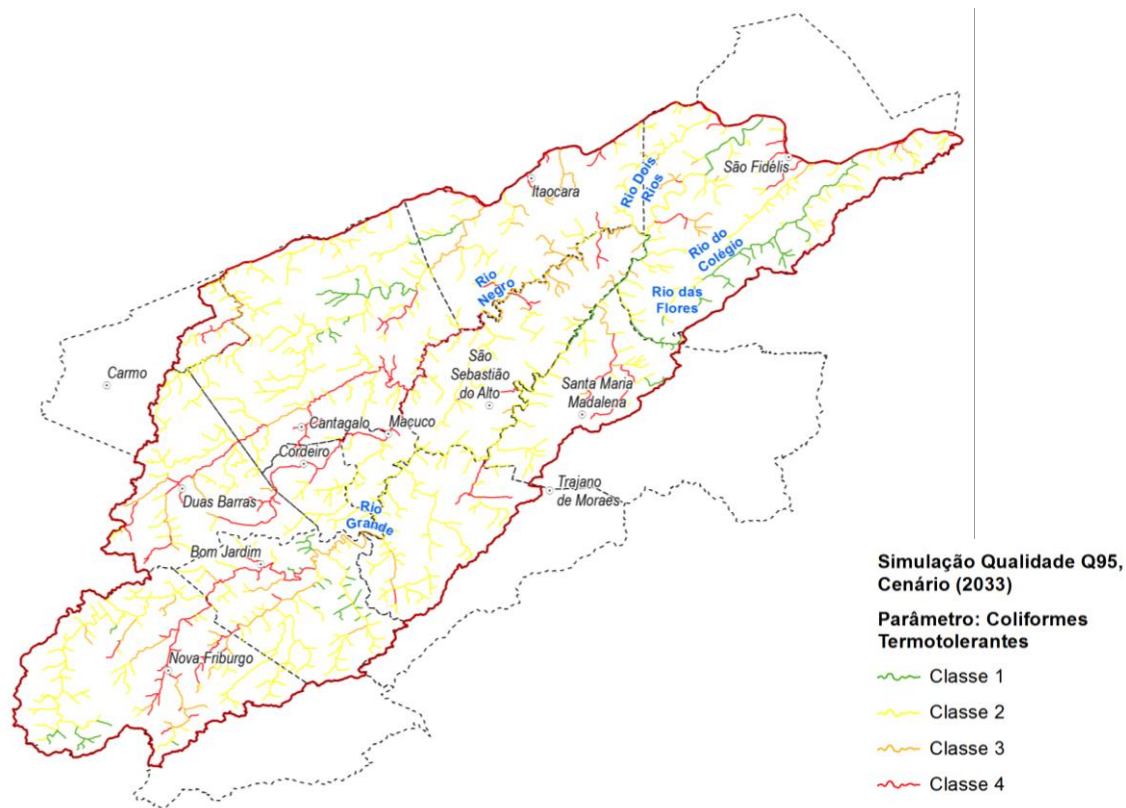 São Fidélis
Itaocara
Rio Dois
Rios
Rio do
Colégio
Rio
Negro
Rio das
Flores
São
Sebastião
do Alto
Santa Maria
Madalena
Carmo
Cantagalo
Macuco
Cordeiro
Duas Barras
Trajano
de Moraes
Rio
Grande
Bom Jardim
Nova Friburgo
Simulação Qualidade Q95,
Cenário (2033)
Parâmetro: Coliformes
Termotolerantes
Classe 1
Classe 2
Classe 3
Classe 4